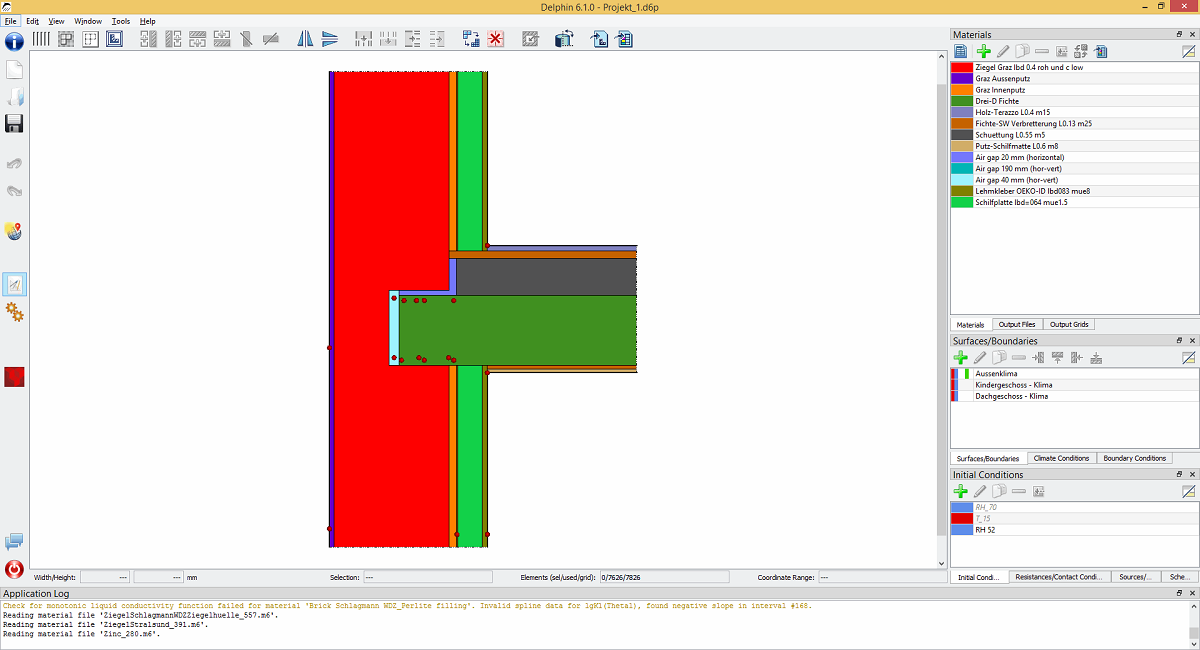 Delphin 6.1.0 - Projekt_1.d6p
File Edit View Window Tools Help
Materials
Ziegel Graz lbd 0.4 roh und c low
Graz Aussenputz
Graz Innenputz
Drei-D Fichte
Holz-Terazzo L0.4 m15
Fichte-SW Verbretterung L0.13 m25
Schuettung L0.55 m5
Putz-Schilfmatte L0.6 m8
Air gap 20 mm (horizontal)
Air gap 190 mm (hor-vert)
Air gap 40 mm (hor-vert)
Lehmkleber OEKO-ID lbd083 mue8
Schilfplatte lbd=064 mue1.5
Materials Output Files Output Grids
Surfaces/Boundaries
Aussenklima
Kindergeschoss - Klima
Dachgeschoss - Klima
Surfaces/Boundaries Climate Conditions Boundary Conditions
Initial Conditions
RH_70
T_15
RH 52
Initial Condi... Resistances/Contact Condi... Sources/... Sche...
Width/Height: --- --- mm Selection: --- Elements (sel/used/grid): 0/7626/7826 Coordinate Range: ---
Application Log
Check for monotonic liquid conductivity function failed for material 'Brick Schlagmann WDZ_Perlite filling'. Invalid spline data for lgKl(Thetal), found negative slope in interval #168.
Reading material file 'ZiegelSchlagmannWDZZiegelhuelle_557.m6'.
Reading material file 'ZiegelStralsund_391.m6'.
Reading material file 'Zinc_280.m6'.